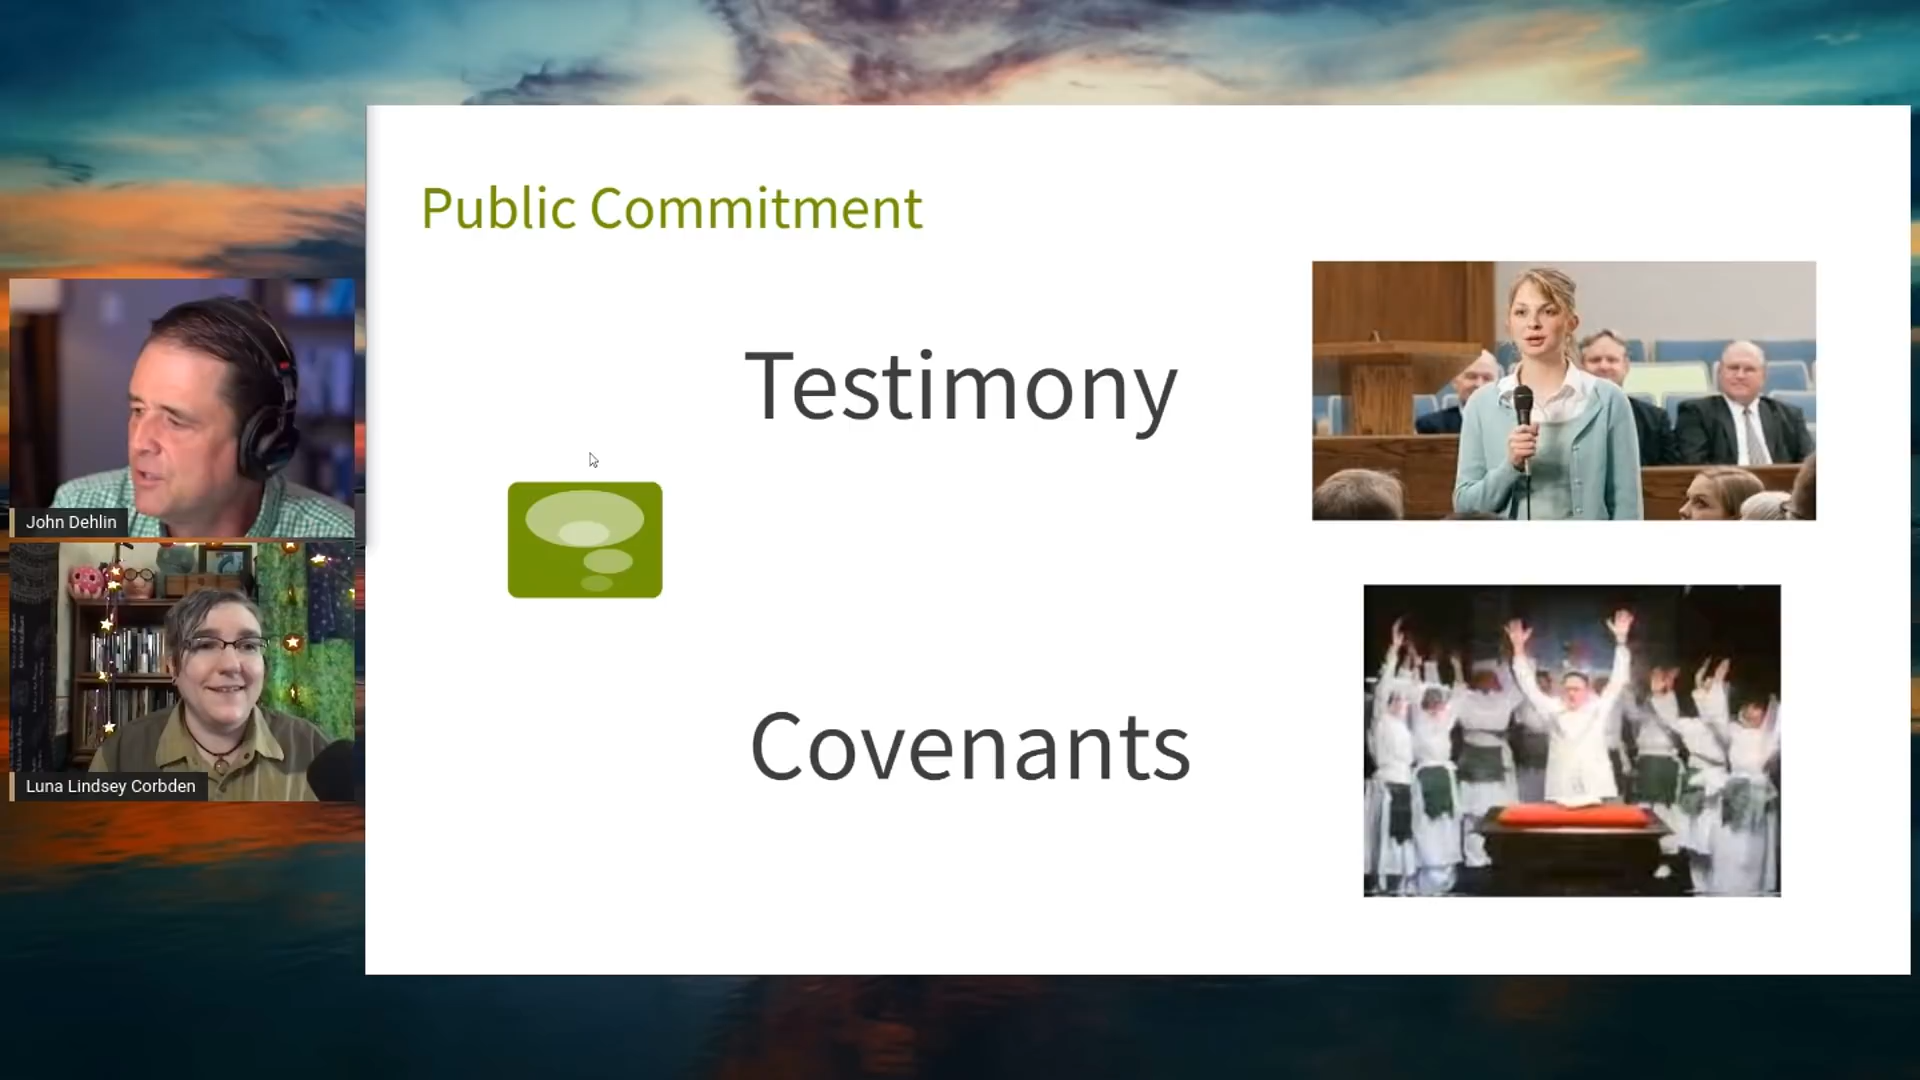 Public Commitment
Testimony
Covenants
John Dehlin
Luna Lindsey Corbden